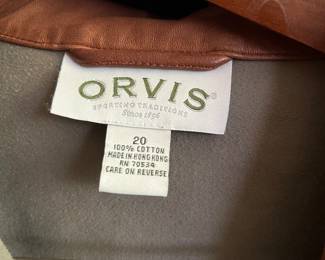 ORVIS®
SPORTING TRADITIONS
Since 1856
20
100% COTTON
MADE IN HONG KONG
RN 70534
CARE ON REVERSE